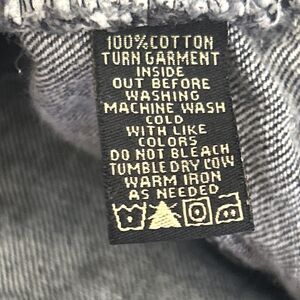 100% COTTON
TURN GARMENT
INSIDE
OUT BEFORE
WASHING
MACHINE WASH
COLD
WITH LIKE
COLORS
DO NOT BLEACH
TUMBLE DRY LOW
WARM IRON
AS NEEDED